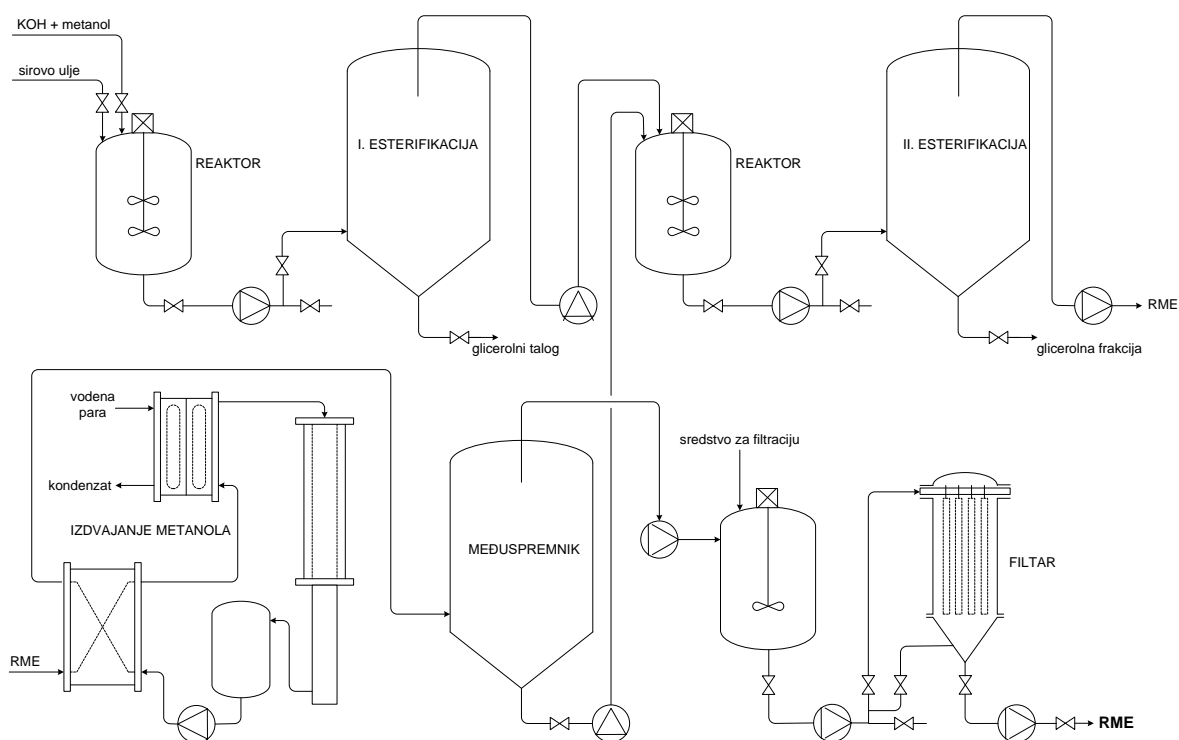 KOH + metanol
sirovo ulje
REAKTOR
I. ESTERIFIKACIJA
REAKTOR
II. ESTERIFIKACIJA
RME
glicerolni talog
glicerolna frakcija
vodena
para
kondenzat
IZDVAJANJE METANOLA
RME
MEĐUSPREMNIK
sredstvo za filtraciju
FILTAR
RME